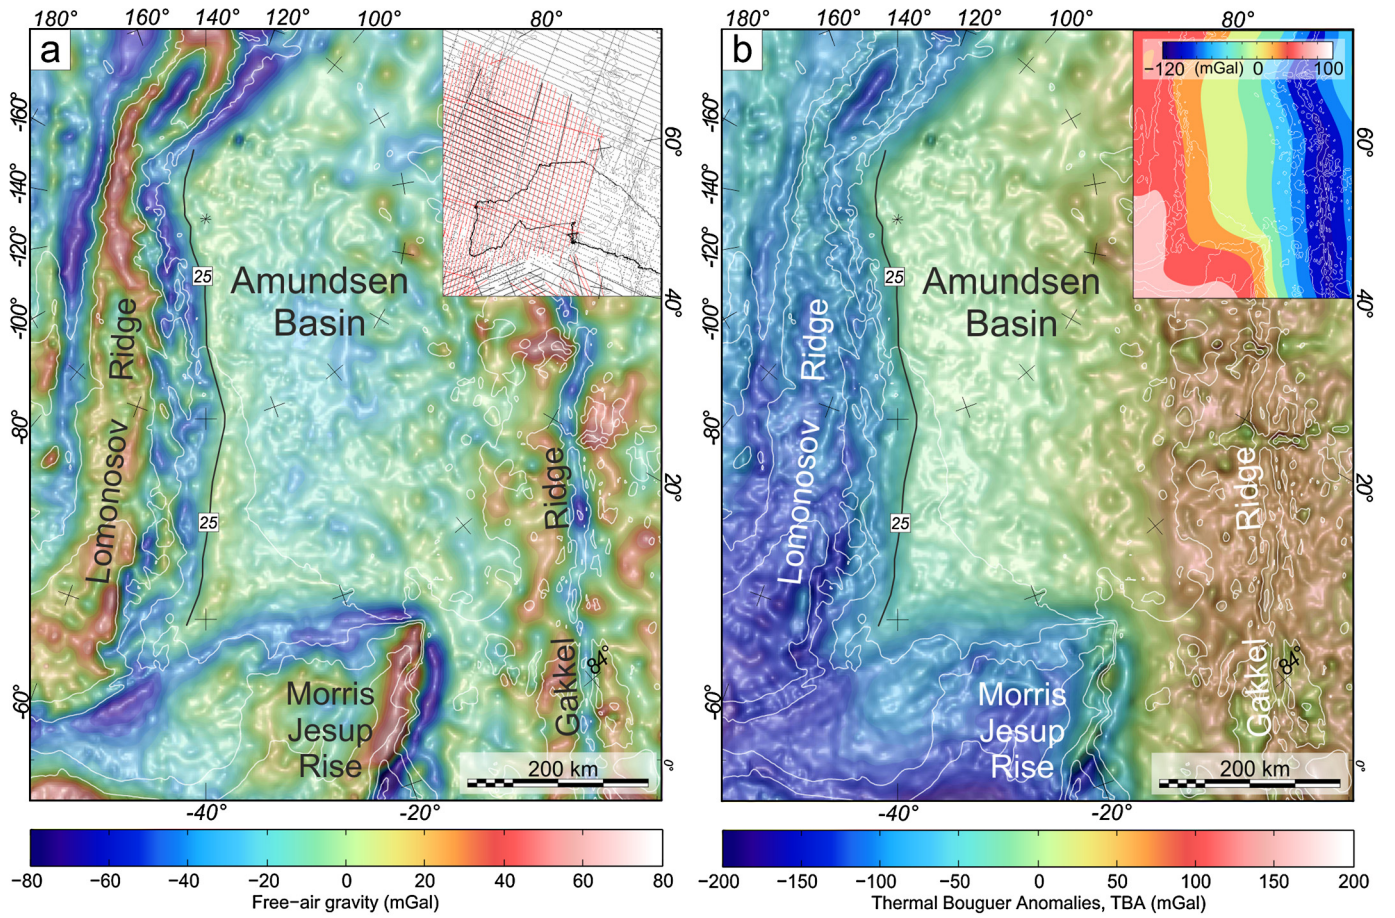 180° 160° 140° 120° 100° 80°
a
-160°
-140°
-120°
-100°
-80°
-60°
60°
40°
20°
0°
Amundsen
Basin
25
25
Lomonosov Ridge
Gakkel Ridge
84°
Morris
Jesup
Rise
200 km
-40° -20°
−80 −60 −40 −20 0 20 40 60 80
Free−air gravity (mGal)
180° 160° 140° 120° 100° 80°
b
−120 (mGal) 0 100
-160°
-140°
-120°
-100°
-80°
-60°
60°
40°
20°
0°
Amundsen
Basin
25
25
Lomonosov Ridge
Gakkel Ridge
84°
Morris
Jesup
Rise
200 km
-40° -20°
−200 −150 −100 −50 0 50 100 150 200
Thermal Bouguer Anomalies, TBA (mGal)